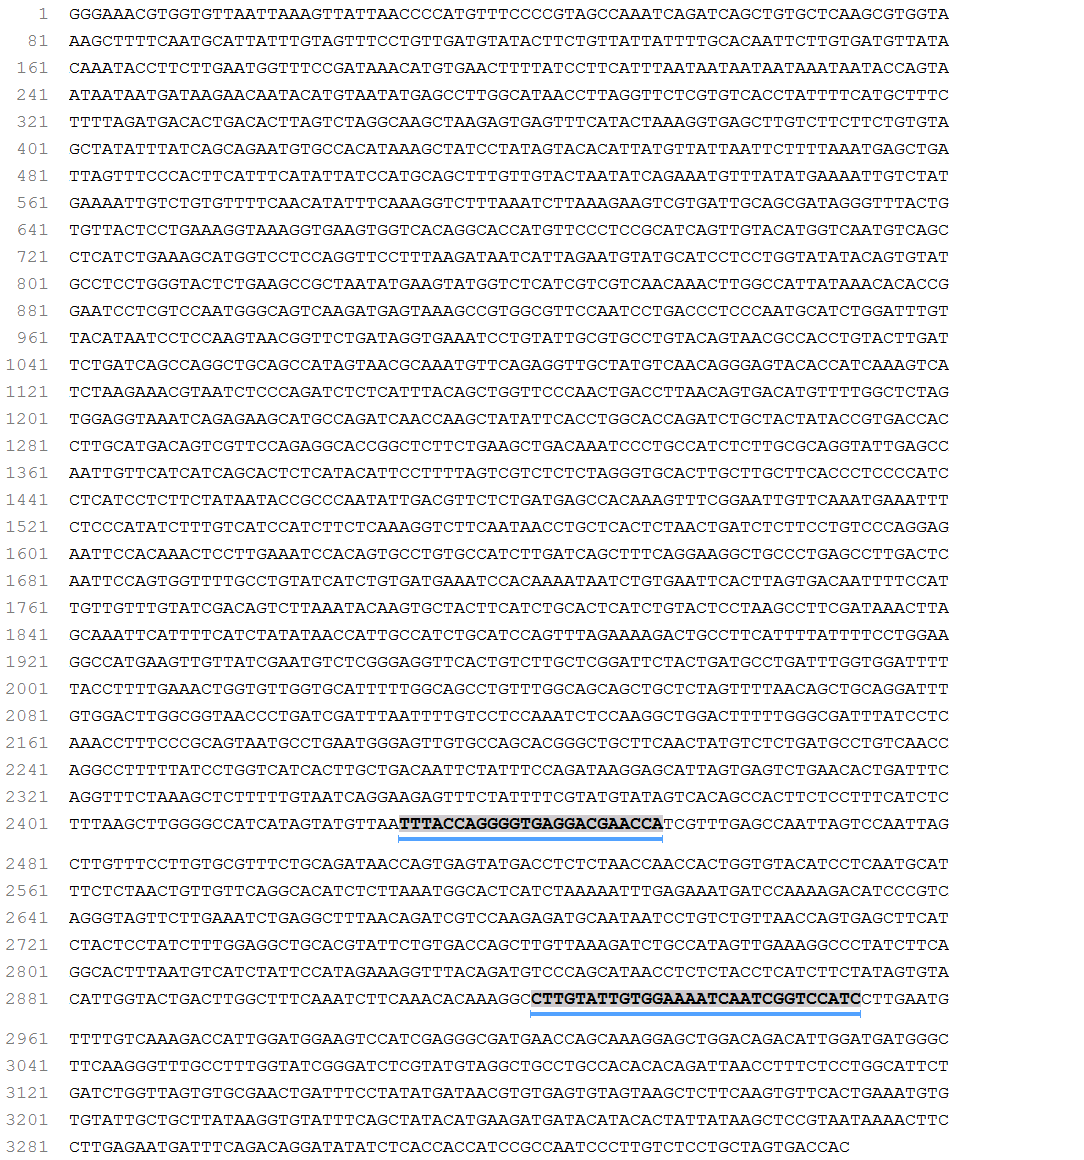 1 GGGAAACGTGGTGTTAATTAAAGTTATTAACCCCATGTTTCCCCGTAGCCAAATCAGATCAGCTGTGCTCAAGCGTGGTA
81 AAGCTTTTCAATGCATTATTTGTAGTTTCCTGTTGATGTATACTTCTGTTATTATTTTGCACAATTCTTGTGATGTTATA
161 CAAATACCTTCTTGAATGGTTTCCGATAAACATGTGAACTTTTATCCTTCATTTAATAATAATAATAAATAATACCAGTA
241 ATAATAATGATAAGAACAATACATGTAATATGAGCCTTGGCATAACCTTAGGTTCTCGTGTCACCTATTTTCATGCTTTC
321 TTTTAGATGACACTGACACTTAGTCTAGGCAAGCTAAGAGTGAGTTTCATACTAAAGGTGAGCTTGTCTTCTTCTGTGTA
401 GCTATATTTATCAGCAGAATGTGCCACATAAAGCTATCCTATAGTACACATTATGTTATTAATTCTTTTAAATGAGCTGA
481 TTAGTTTCCCACTTCATTTCATATTATCCATGCAGCTTTGTTGTACTAATATCAGAAATGTTTATATGAAAATTGTCTAT
561 GAAAATTGTCTGTGTTTTCAACATATTTCAAAGGTCTTTAAATCTTAAAGAAGTCGTGATTGCAGCGATAGGGTTTACTG
641 TGTTACTCCTGAAAGGTAAAGGTGAAGTGGTCACAGGCACCATGTTCCCTCCGCATCAGTTGTACATGGTCAATGTCAGC
721 CTCATCTGAAAGCATGGTCCTCCAGGTTCCTTTAAGATAATCATTAGAATGTATGCATCCTCCTGGTATATACAGTGTAT
801 GCCTCCTGGGTACTCTGAAGCCGCTAATATGAAGTATGGTCTCATCGTCGTCAACAAACTTGGCCATTATAAACACACCG
881 GAATCCTCGTCCAATGGGCAGTCAAGATGAGTAAAGCCGTGGCGTTCCAATCCTGACCCTCCCAATGCATCTGGATTTGT
961 TACATAATCCTCCAAGTAACGGTTCTGATAGGTGAAATCCTGTATTGCGTGCCTGTACAGTAACGCCACCTGTACTTGAT
1041 TCTGATCAGCCAGGCTGCAGCCATAGTAACGCAAATGTTCAGAGGTTGCTATGTCAACAGGGAGTACACCATCAAAGTCA
1121 TCTAAGAAACGTAATCTCCCAGATCTCTCATTTACAGCTGGTTCCCAACTGACCTTAACAGTGACATGTTTTGGCTCTAG
1201 TGGAGGTAAATCAGAGAAGCATGCCAGATCAACCAAGCTATATTCACCTGGCACCAGATCTGCTACTATACCGTGACCAC
1281 CTTGCATGACAGTCGTTCCAGAGGCACCGGCTCTTCTGAAGCTGACAAATCCCTGCCATCTCTTGCGCAGGTATTGAGCC
1361 AATTGTTCATCATCAGCACTCTCATACATTCCTTTTAGTCGTCTCTCTAGGGTGCACTTGCTTGCTTCACCCTCCCCATC
1441 CTCATCCTCTTCTATAATACCGCCCAATATTGACGTTCTCTGATGAGCCACAAAGTTTCGGAATTGTTCAAATGAAATTT
1521 CTCCCATATCTTTGTCATCCATCTTCTCAAAGGTCTTCAATAACCTGCTCACTCTAACTGATCTCTTCCTGTCCCAGGAG
1601 AATTCCACAAACTCCTTGAAATCCACAGTGCCTGTGCCATCTTGATCAGCTTTCAGGAAGGCTGCCCTGAGCCTTGACTC
1681 AATTCCAGTGGTTTTGCCTGTATCATCTGTGATGAAATCCACAAAATAATCTGTGAATTCACTTAGTGACAATTTTCCAT
1761 TGTTGTTTGTATCGACAGTCTTAAATACAAGTGCTACTTCATCTGCACTCATCTGTACTCCTAAGCCTTCGATAAACTTA
1841 GCAAATTCATTTTCATCTATATAACCATTGCCATCTGCATCCAGTTTAGAAAAGACTGCCTTCATTTTATTTTCCTGGAA
1921 GGCCATGAAGTTGTTATCGAATGTCTCGGGAGGTTCACTGTCTTGCTCGGATTCTACTGATGCCTGATTTGGTGGATTTT
2001 TACCTTTTGAAACTGGTGTTGGTGCATTTTTGGCAGCCTGTTTGGCAGCAGCTGCTCTAGTTTTAACAGCTGCAGGATTT
2081 GTGGACTTGGCGGTAACCCTGATCGATTTAATTTTGTCCTCCAAATCTCCAAGGCTGGACTTTTTGGGCGATTTATCCTC
2161 AAACCTTTCCCGCAGTAATGCCTGAATGGGAGTTGTGCCAGCACGGGCTGCTTCAACTATGTCTCTGATGCCTGTCAACC
2241 AGGCCTTTTTATCCTGGTCATCACTTGCTGACAATTCTATTTCCAGATAAGGAGCATTAGTGAGTCTGAACACTGATTTC
2321 AGGTTTCTAAAGCTCTTTTTGTAATCAGGAAGAGTTTCTATTTTCGTATGTATAGTCACAGCCACTTCTCCTTTCATCTC
2401 TTTAAGCTTGGGGCCATCATAGTATGTTAATTTACCAGGGGTGAGGACGAACCATCGTTTGAGCCAATTAGTCCAATTAG
2481 CTTGTTTCCTTGTGCGTTTCTGCAGATAACCAGTGAGTATGACCTCTCTAACCAACCACTGGTGTACATCCTCAATGCAT
2561 TTCTCTAACTGTTGTTCAGGCACATCTCTTAAATGGCACTCATCTAAAAATTTGAGAAATGATCCAAAAGACATCCCGTC
2641 AGGGTAGTTCTTGAAATCTGAGGCTTTAACAGATCGTCCAAGAGATGCAATAATCCTGTCTGTTAACCAGTGAGCTTCAT
2721 CTACTCCTATCTTTGGAGGCTGCACGTATTCTGTGACCAGCTTGTTAAAGATCTGCCATAGTTGAAAGGCCCTATCTTCA
2801 GGCACTTTAATGTCATCTATTCCATAGAAAGGTTTACAGATGTCCCAGCATAACCTCTCTACCTCATCTTCTATAGTGTA
2881 CATTGGTACTGACTTGGCTTTCAAATCTTCAAACACAAAGGCCTTGTATTGTGGAAAATCAATCGGTCCATCCTTGAATG
2961 TTTTGTCAAAGACCATTGGATGGAAGTCCATCGAGGGCGATGAACCAGCAAAGGAGCTGGACAGACATTGGATGATGGGC
3041 TTCAAGGGTTTGCCTTTGGTATCGGGATCTCGTATGTAGGCTGCCTGCCACACACAGATTAACCTTTCTCCTGGCATTCT
3121 GATCTGGTTAGTGTGCGAACTGATTTCCTATATGATAACGTGTGAGTGTAGTAAGCTCTTCAAGTGTTCACTGAAATGTG
3201 TGTATTGCTGCTTATAAGGTGTATTTCAGCTATACATGAAGATGATACATACACTATTATAAGCTCCGTAATAAAACTTC
3281 CTTGAGAATGATTTCAGACAGGATATATCTCACCACCATCCGCCAATCCCTTGTCTCCTGCTAGTGACCAC